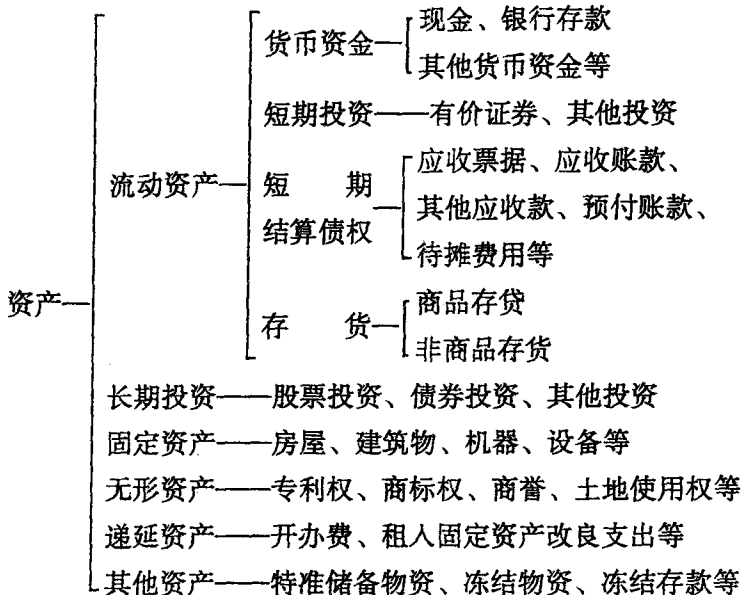 货币资金——现金、银行存款
其他货币资金等
短期投资——有价证券、其他投资
流动资产—短 期
结算债权
应收票据、应收账款、
其他应收款、预付账款、
待摊费用等
资产—
存 货—商品存贷
非商品存货
长期投资——股票投资、债券投资、其他投资
固定资产——房屋、建筑物、机器、设备等
无形资产——专利权、商标权、商誉、土地使用权等
递延资产——开办费、租人固定资产改良支出等
其他资产——特准储备物资、冻结物资、冻结存款等